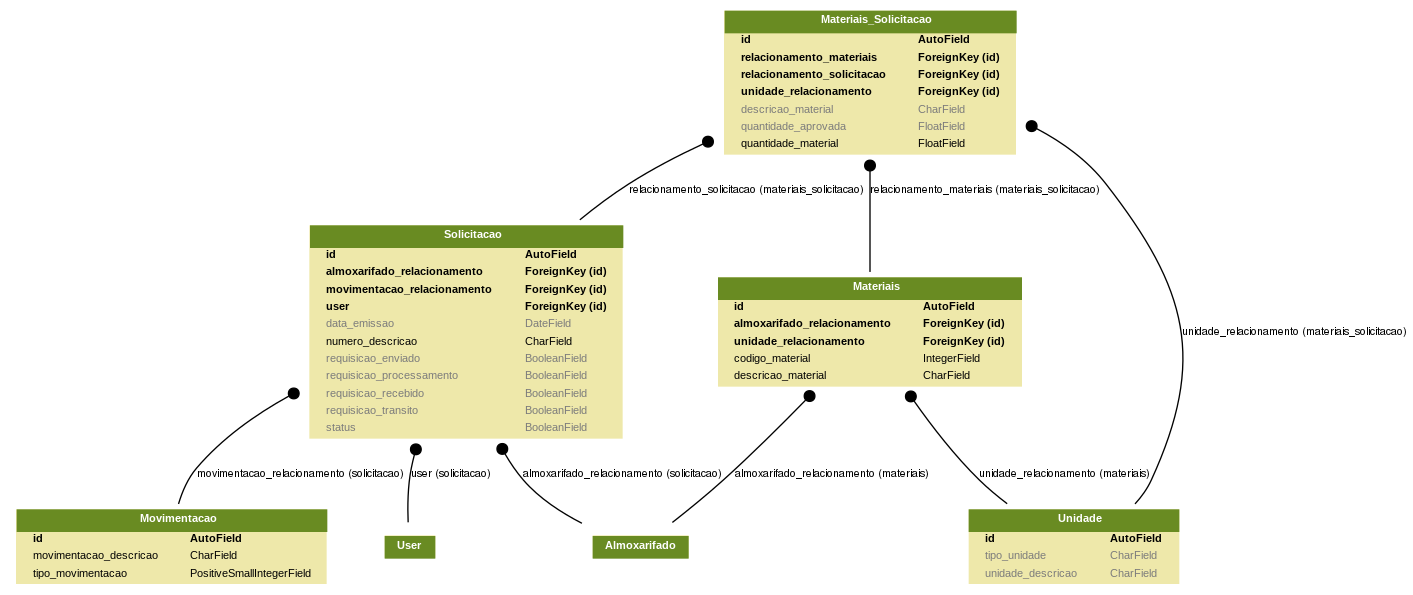 Materiais_Solicitacao
id AutoField
relacionamento_materiais ForeignKey (id)
relacionamento_solicitacao ForeignKey (id)
unidade_relacionamento ForeignKey (id)
descricao_material CharField
quantidade_aprovada FloatField
quantidade_material FloatField
relacionamento_solicitacao (materiais_solicitacao)
relacionamento_materiais (materiais_solicitacao)
Solicitacao
id AutoField
almoxarifado_relacionamento ForeignKey (id)
movimentacao_relacionamento ForeignKey (id)
user ForeignKey (id)
data_emissao DateField
numero_descricao CharField
requisicao_enviado BooleanField
requisicao_processamento BooleanField
requisicao_recebido BooleanField
requisicao_transito BooleanField
status BooleanField
Materiais
id AutoField
almoxarifado_relacionamento ForeignKey (id)
unidade_relacionamento ForeignKey (id)
codigo_material IntegerField
descricao_material CharField
unidade_relacionamento (materiais_solicitacao)
movimentacao_relacionamento (solicitacao)
user (solicitacao)
almoxarifado_relacionamento (solicitacao)
almoxarifado_relacionamento (materiais)
unidade_relacionamento (materiais)
Movimentacao
id AutoField
movimentacao_descricao CharField
tipo_movimentacao PositiveSmallIntegerField
User
Almoxarifado
Unidade
id AutoField
tipo_unidade CharField
unidade_descricao CharField